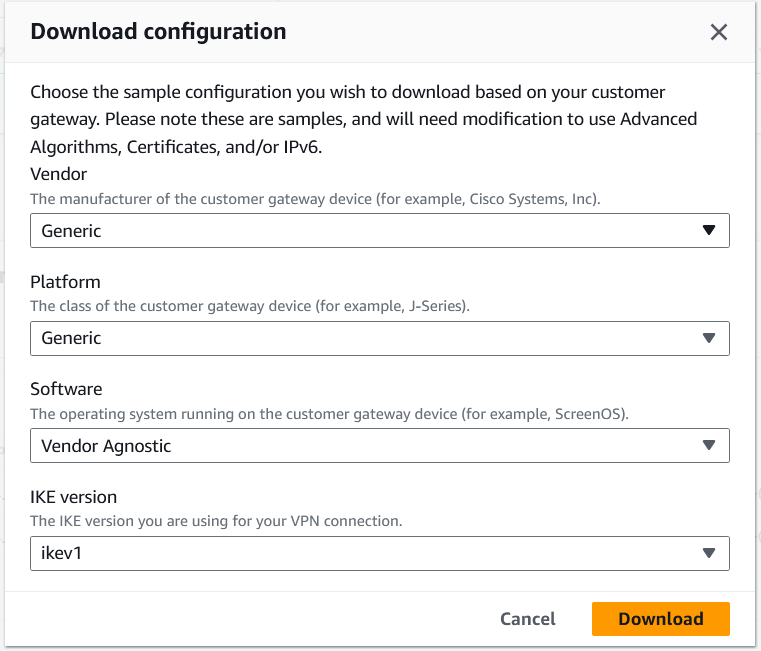 Download configuration
Choose the sample configuration you wish to download based on your customer
gateway. Please note these are samples, and will need modification to use Advanced
Algorithms, Certificates, and/or IPv6.
Vendor
The manufacturer of the customer gateway device (for example, Cisco Systems, Inc).
Generic
Platform
The class of the customer gateway device (for example, J-Series).
Generic
Software
The operating system running on the customer gateway device (for example, ScreenOS).
Vendor Agnostic
IKE version
The IKE version you are using for your VPN connection.
ikev1
Cancel
Download